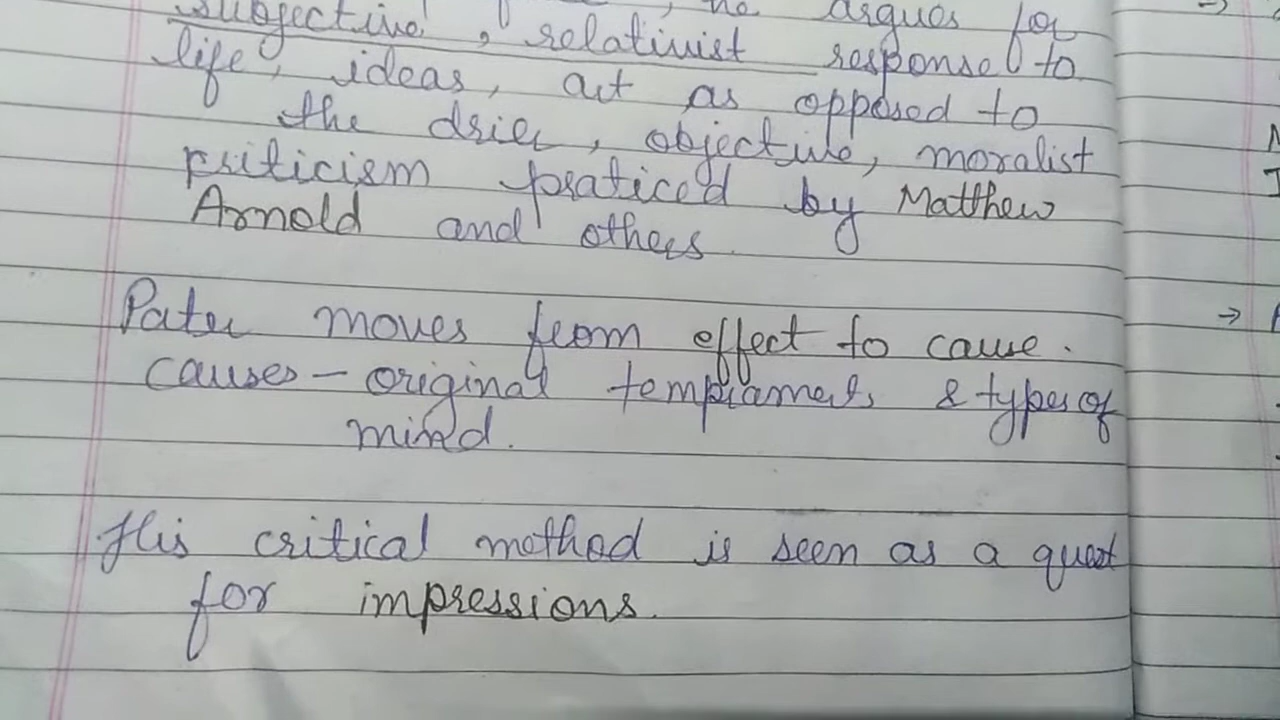 he argues for
subjective, relativist response to
life, ideas, art as opposed to
the drier, objective, moralist
criticism praticed by Matthew
Arnold and others.
Pater moves from effect to cause.
causes – original tempraments & types of
mind.
His critical method is seen as a quest
for impressions.